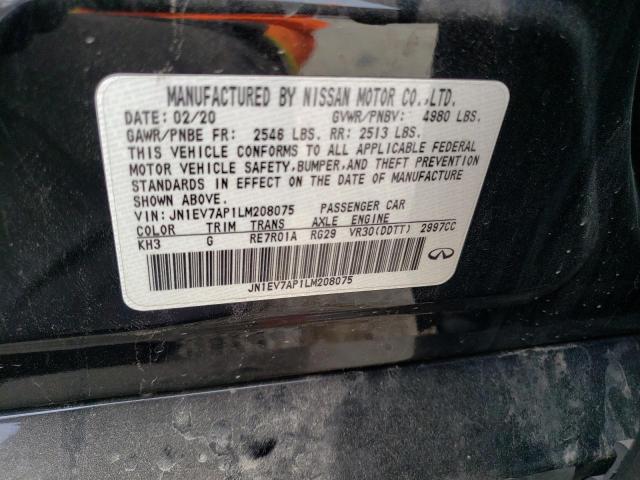 MANUFACTURED BY NISSAN MOTOR CO.,LTD.
DATE: 02/20 GVWR/PNBV: 4980 LBS.
GAWR/PNBE FR: 2546 LBS. RR: 2513 LBS.
THIS VEHICLE CONFORMS TO ALL APPLICABLE FEDERAL
MOTOR VEHICLE SAFETY, BUMPER, AND THEFT PREVENTION
STANDARDS IN EFFECT ON THE DATE OF MANUFACTURE
SHOWN ABOVE.
VIN: JN1EV7AP1LM208075 PASSENGER CAR
COLOR TRIM TRANS AXLE ENGINE
KH3 G RE7R01A RG29 VR30(DDTT) 2997CC
JN1EV7AP1LM208075